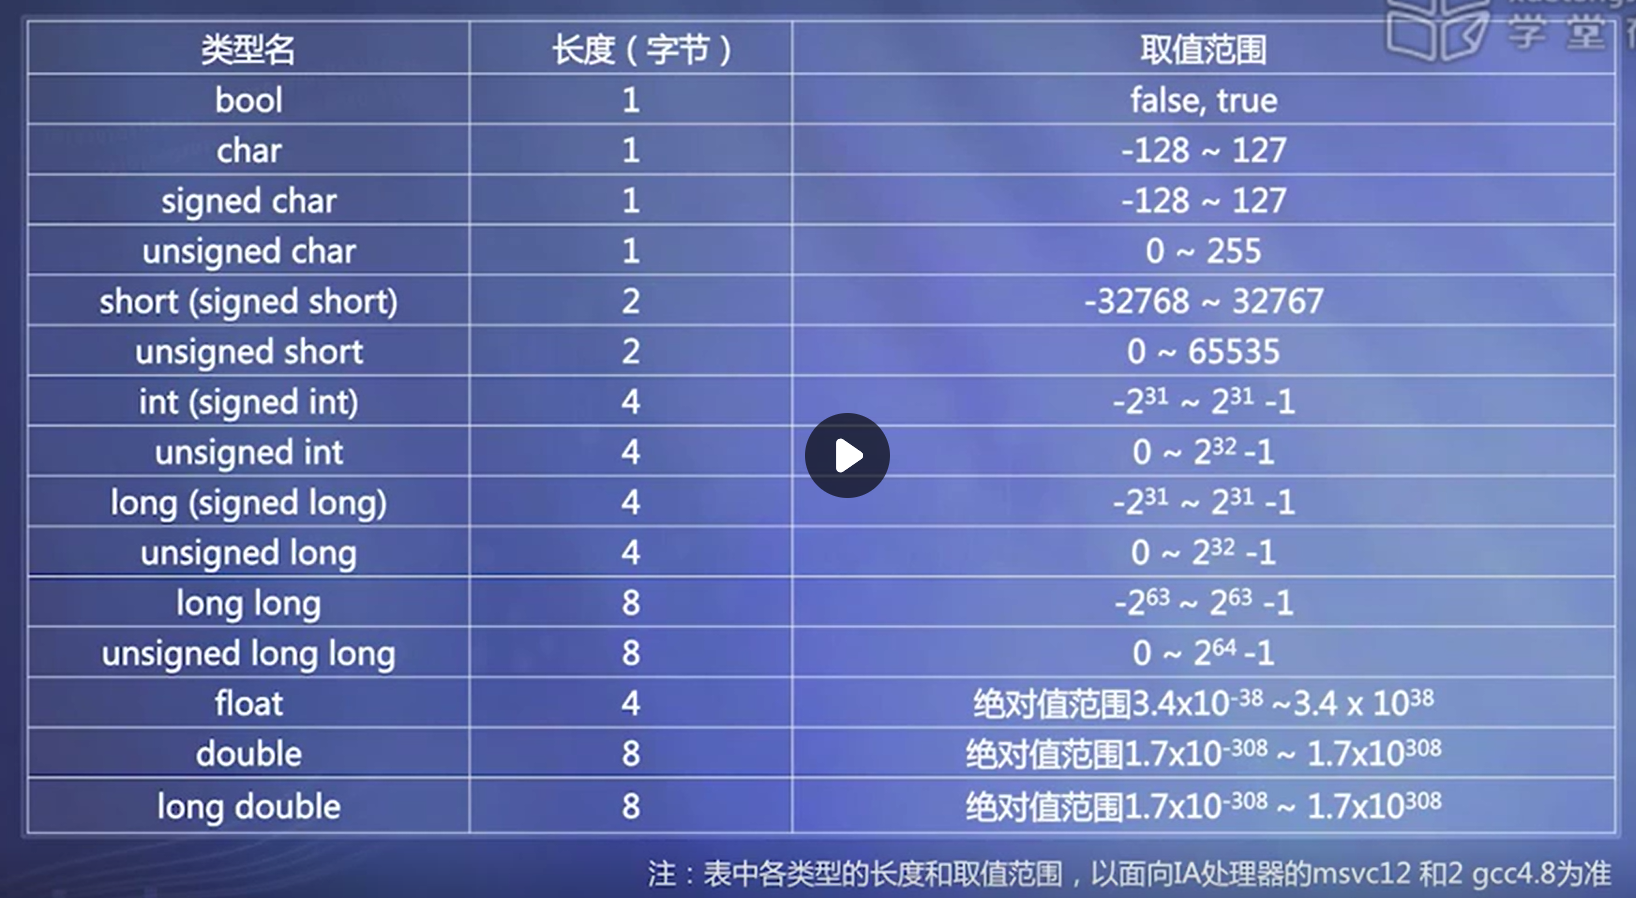 学堂
类型名 长度（字节） 取值范围
bool 1 false, true
char 1 -128 ~ 127
signed char 1 -128 ~ 127
unsigned char 1 0 ~ 255
short (signed short) 2 -32768 ~ 32767
unsigned short 2 0 ~ 65535
int (signed int) 4 -2³¹ ~ 2³¹ -1
unsigned int 4 0 ~ 2³² -1
long (signed long) 4 -2³¹ ~ 2³¹ -1
unsigned long 4 0 ~ 2³² -1
long long 8 -2⁶³ ~ 2⁶³ -1
unsigned long long 8 0 ~ 2⁶⁴ -1
float 4 绝对值范围3.4x10⁻³⁸ ~3.4 x 10³⁸
double 8 绝对值范围1.7x10⁻³⁰⁸ ~ 1.7x10³⁰⁸
long double 8 绝对值范围1.7x10⁻³⁰⁸ ~ 1.7x10³⁰⁸
注：表中各类型的长度和取值范围，以面向IA处理器的msvc12 和2 gcc4.8为准